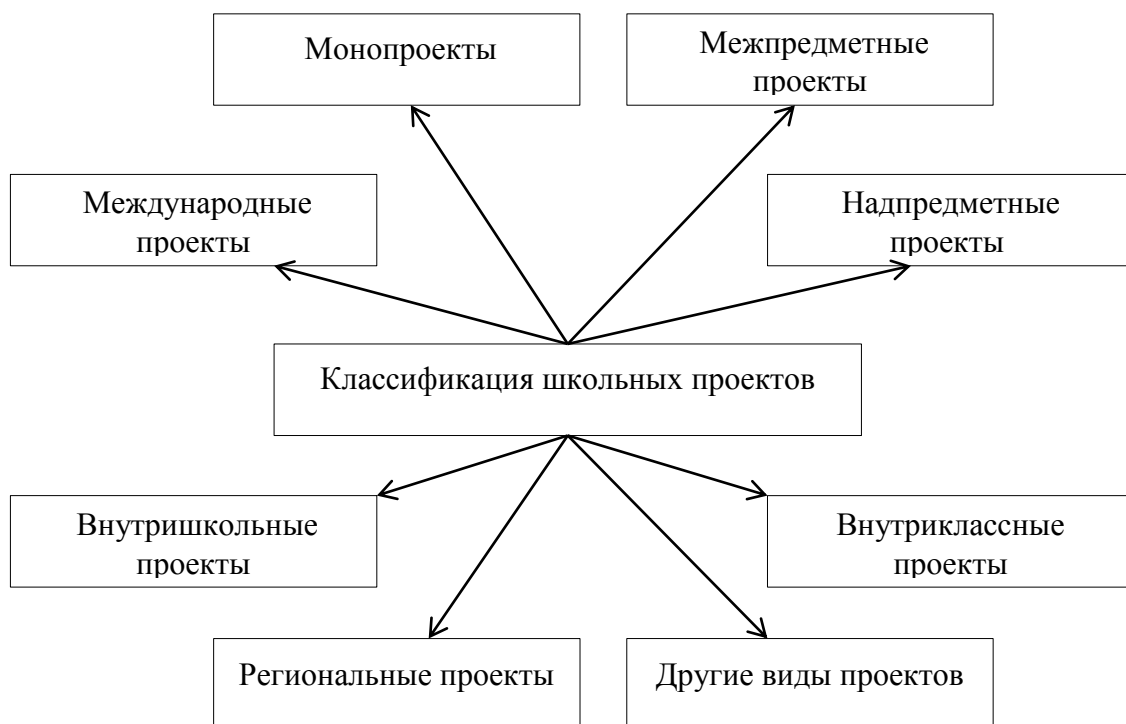 Монопроекты
Межпредметные
проекты
Международные
проекты
Надпредметные
проекты
Классификация школьных проектов
Внутришкольные
проекты
Внутриклассные
проекты
Региональные проекты
Другие виды проектов